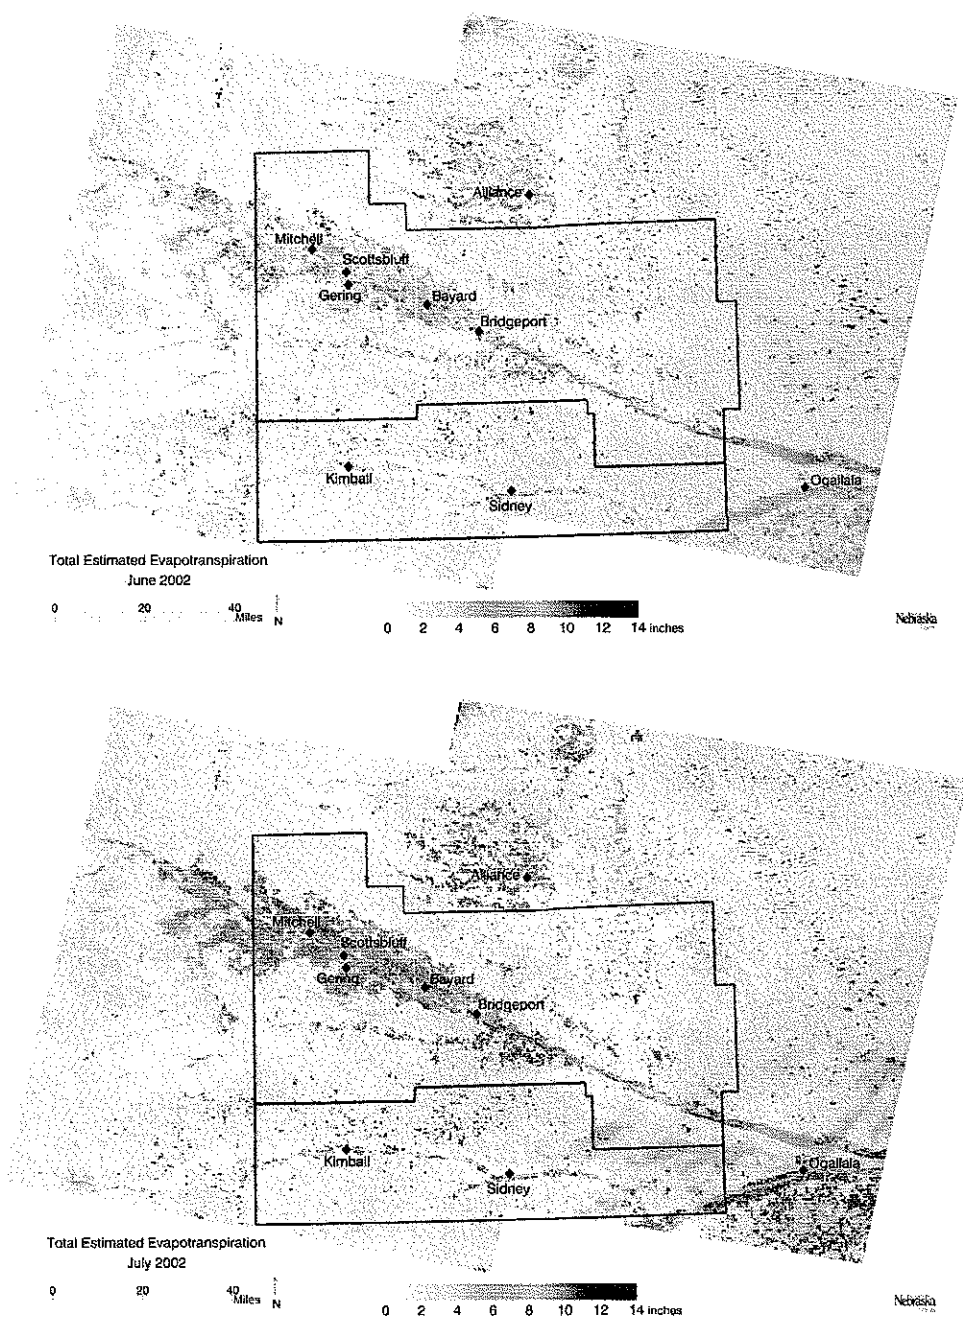 Alliance
Mitchell
Scottsbluff
Gering
Bayard
Bridgeport
Kimball
Sidney
Ogallala
Total Estimated Evapotranspiration
June 2002
0 20 40
Miles
N
0 2 4 6 8 10 12 14 inches
Nebraska
Alliance
Mitchell
Scottsbluff
Gering
Bayard
Bridgeport
Kimball
Sidney
Ogallala
Total Estimated Evapotranspiration
July 2002
0 20 40
Miles
N
0 2 4 6 8 10 12 14 inches
Nebraska